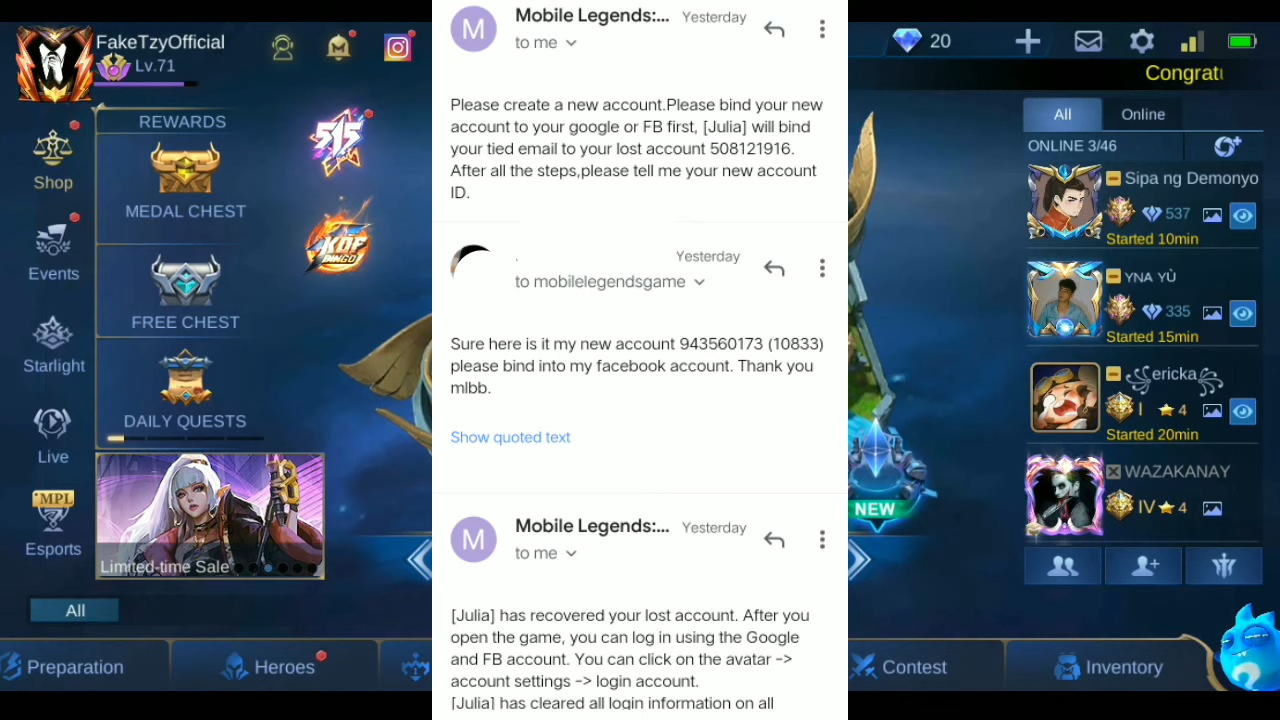 FakeTzyOfficial
Lv.71
REWARDS
MEDAL CHEST
FREE CHEST
DAILY QUESTS
Shop
Events
Starlight
Live
MPL
Esports
515
KOF
BINGO
Limited-time Sale
All
Preparation
Heroes
M
Mobile Legends:...
Yesterday
to me
Please create a new account.Please bind your new
account to your google or FB first, [Julia] will bind
your tied email to your lost account 508121916.
After all the steps,please tell me your new account
ID.
Yesterday
to mobilelegendsgame
Sure here is it my new account 943560173 (10833)
please bind into my facebook account. Thank you
mlbb.
Show quoted text
M
Mobile Legends:...
Yesterday
to me
[Julia] has recovered your lost account. After you
open the game, you can log in using the Google
and FB account. You can click on the avatar ->
account settings -> login account.
[Julia] has cleared all login information on all
20
Congratu
All
Online
ONLINE 3/46
Sipa ng Demonyo
537
Started 10min
YNA YÙ
335
Started 15min
ericka
I 4
Started 20min
WAZAKANAY
IV 4
NEW
Contest
Inventory